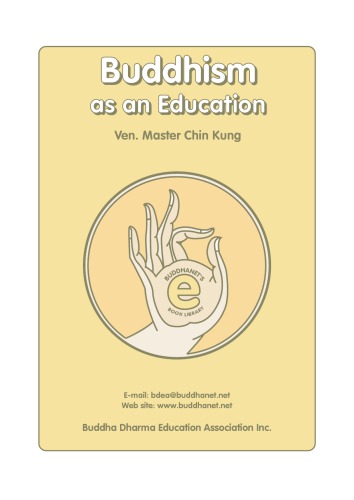 Buddhism
as an Education
Ven. Master Chin Kung
BUDDHANET'S
e
BOOK LIBRARY
E-mail: bdea@buddhanet.net
Web site: www.buddhanet.net
Buddha Dharma Education Association Inc.